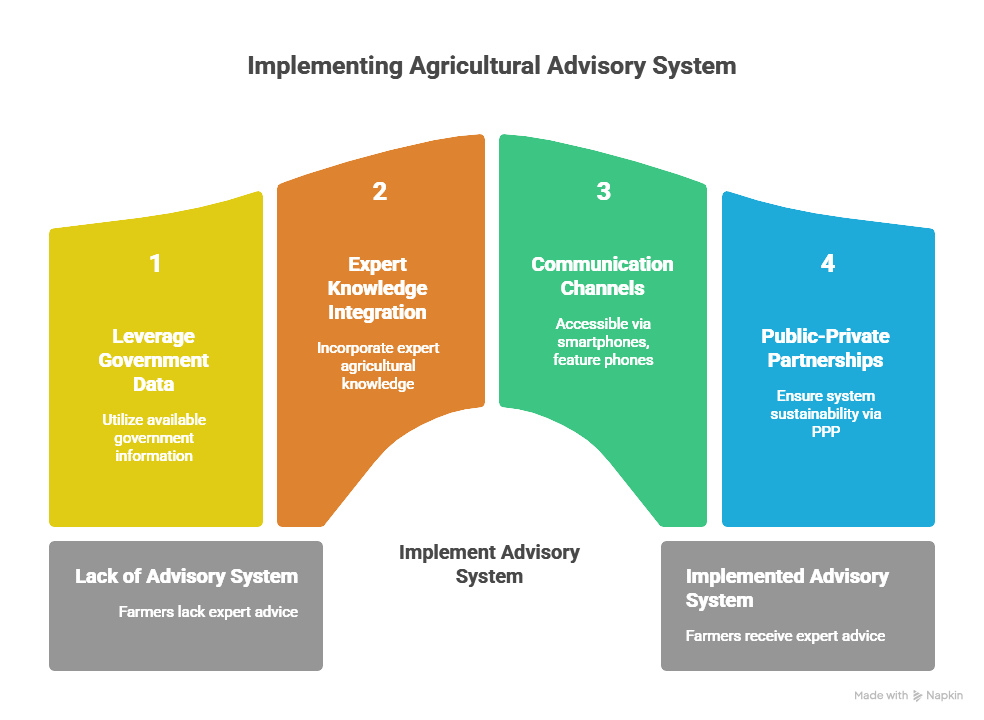 Implementing Agricultural Advisory System
1
Leverage
Government
Data
Utilize available
government
information
2
Expert
Knowledge
Integration
Incorporate expert
agricultural
knowledge
3
Communication
Channels
Accessible via
smartphones,
feature phones
4
Public-Private
Partnerships
Ensure system
sustainability via
PPP
Lack of Advisory System
Farmers lack expert advice
Implement Advisory
System
Implemented Advisory
System
Farmers receive expert advice
Made with Napkin